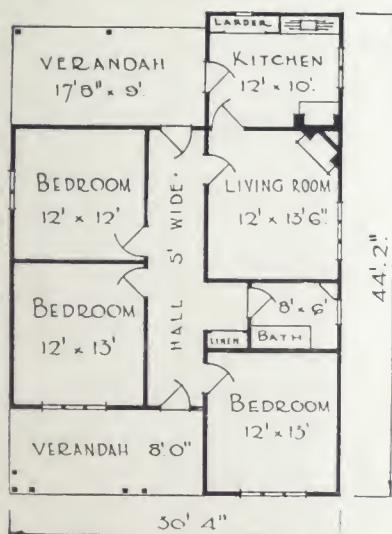 LARDER
VERANDAH
17'8" × 9'.
KITCHEN
12' × 10'.
BEDROOM
12' × 12'
HALL 5' WIDE.
LIVING ROOM
12' × 13'6".
BEDROOM
12' × 13'
8' × 6'
LINEN
BATH
BEDROOM
12' × 13'
VERANDAH 8'0"
44'.2"
30'4"